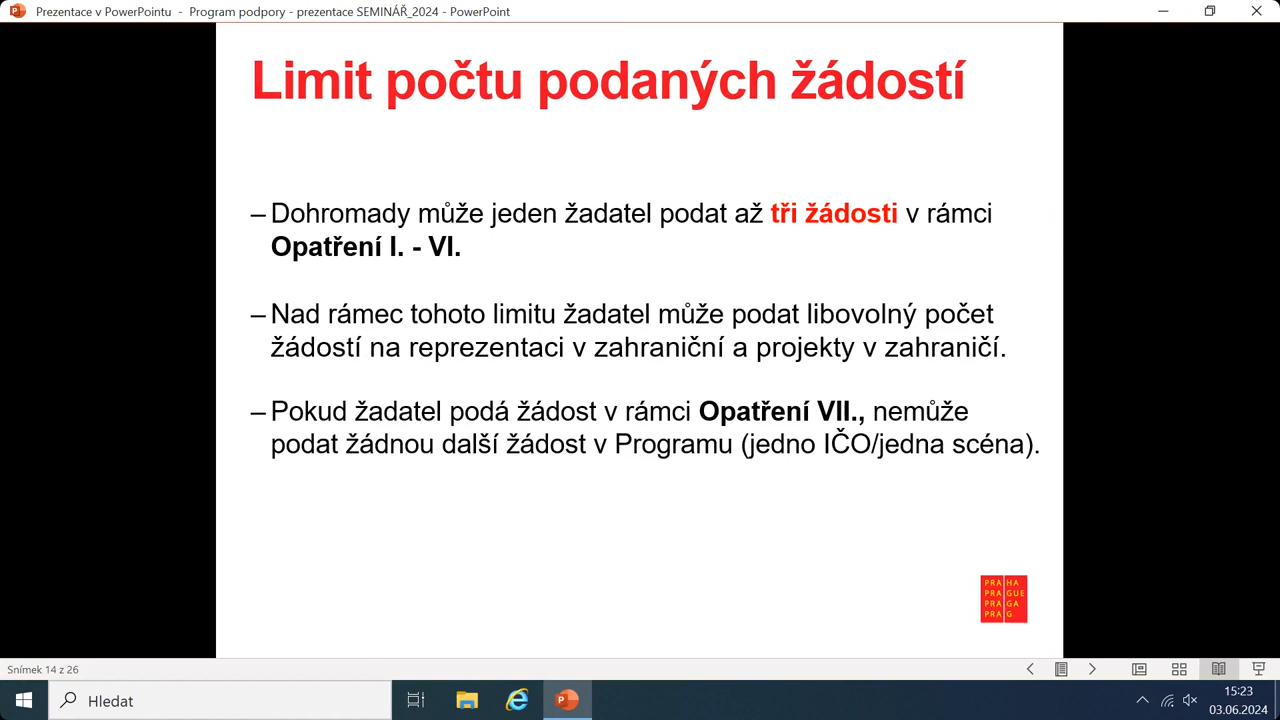 Prezentace v PowerPointu - Program podpory - prezentace SEMINÁŘ_2024 - PowerPoint
Limit počtu podaných žádostí
– Dohromady může jeden žadatel podat až tři žádosti v rámci
Opatření I. - VI.
– Nad rámec tohoto limitu žadatel může podat libovolný počet
žádostí na reprezentaci v zahraniční a projekty v zahraničí.
– Pokud žadatel podá žádost v rámci Opatření VII., nemůže
podat žádnou další žádost v Programu (jedno IČO/jedna scéna).
PRA HA
PRA GUE
PRA GA
PRA G
Snímek 14 z 26
Hledat
15:23
03.06.2024